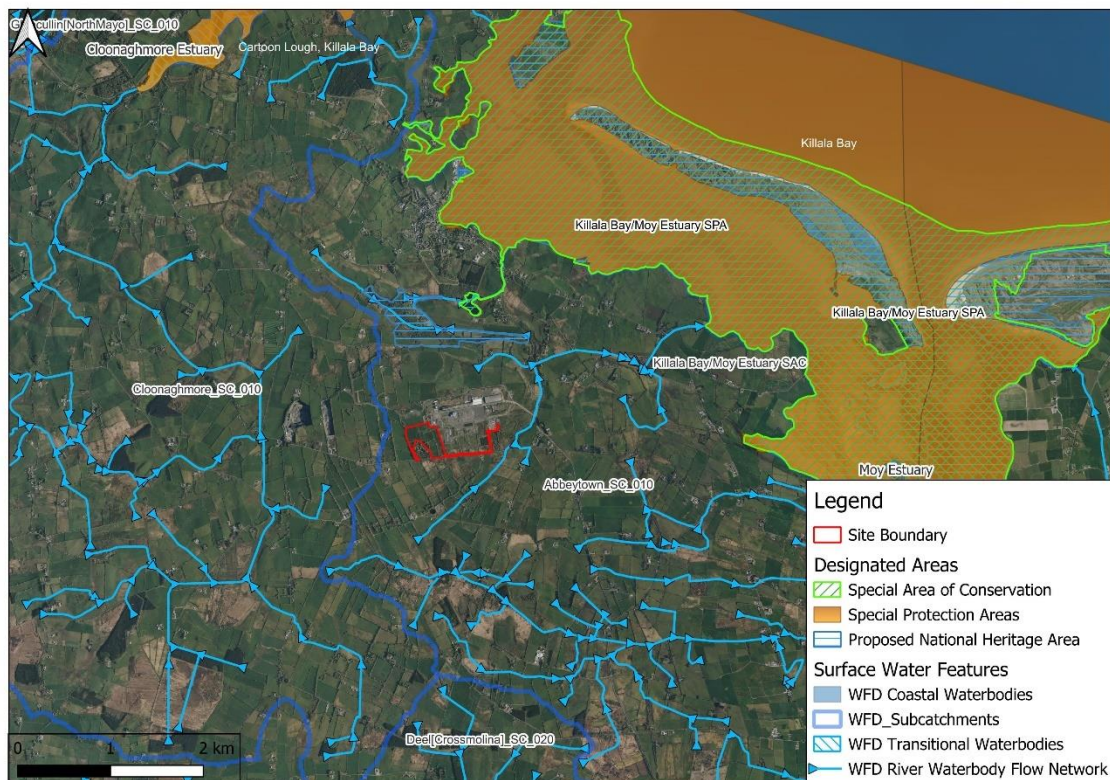 Cloonaghmore Estuary
Cartoon Lough, Killala Bay
Killala Bay
Killala Bay/Moy Estuary SPA
Killala Bay/Moy Estuary SPA
Killala Bay/Moy Estuary SAC
Cloonaghmore_SC_010
Moy Estuary
Abbeytown_SC_010
Deel[Crossmolina]_SC_020
0 1 2 km
Legend
Site Boundary
Designated Areas
Special Area of Conservation
Special Protection Areas
Proposed National Heritage Area
Surface Water Features
WFD Coastal Waterbodies
WFD_Subcatchments
WFD Transitional Waterbodies
WFD River Waterbody Flow Network